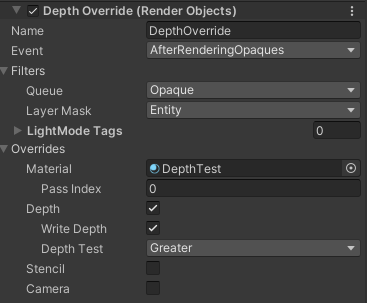 Depth Override (Render Objects)
Name DepthOverride
Event AfterRenderingOpaques
Filters
Queue Opaque
Layer Mask Entity
LightMode Tags 0
Overrides
Material DepthTest
Pass Index 0
Depth
Write Depth
Depth Test Greater
Stencil
Camera